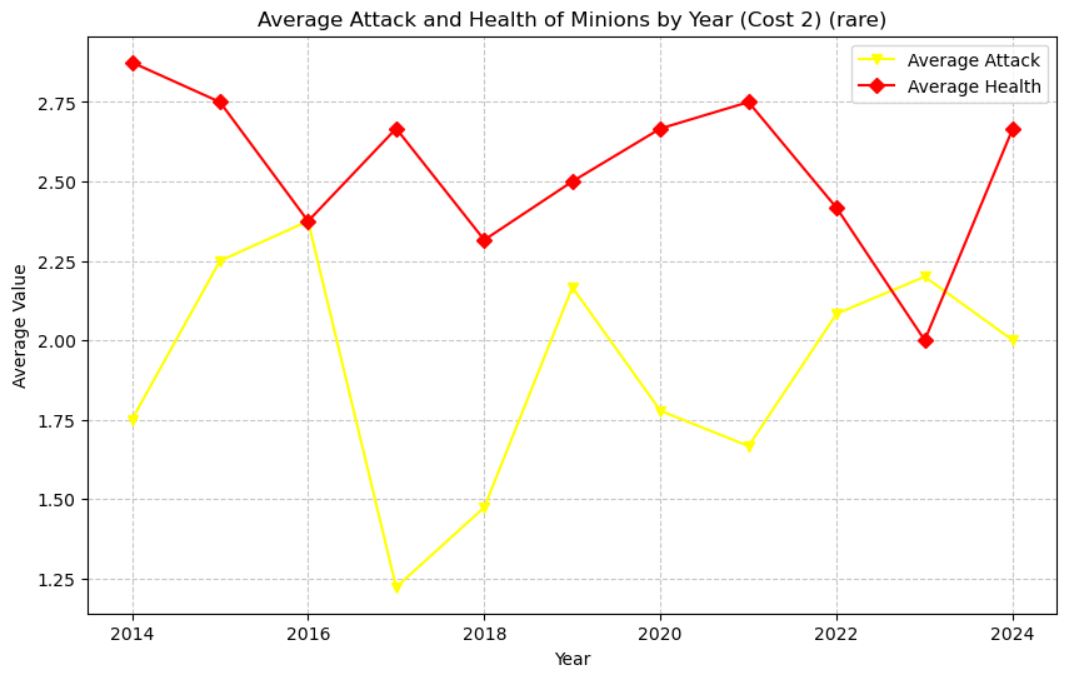 Average Attack and Health of Minions by Year (Cost 2) (rare)
Average Attack
Average Health
Average Value
2.75
2.50
2.25
2.00
1.75
1.50
1.25
2014
2016
2018
2020
2022
2024
Year